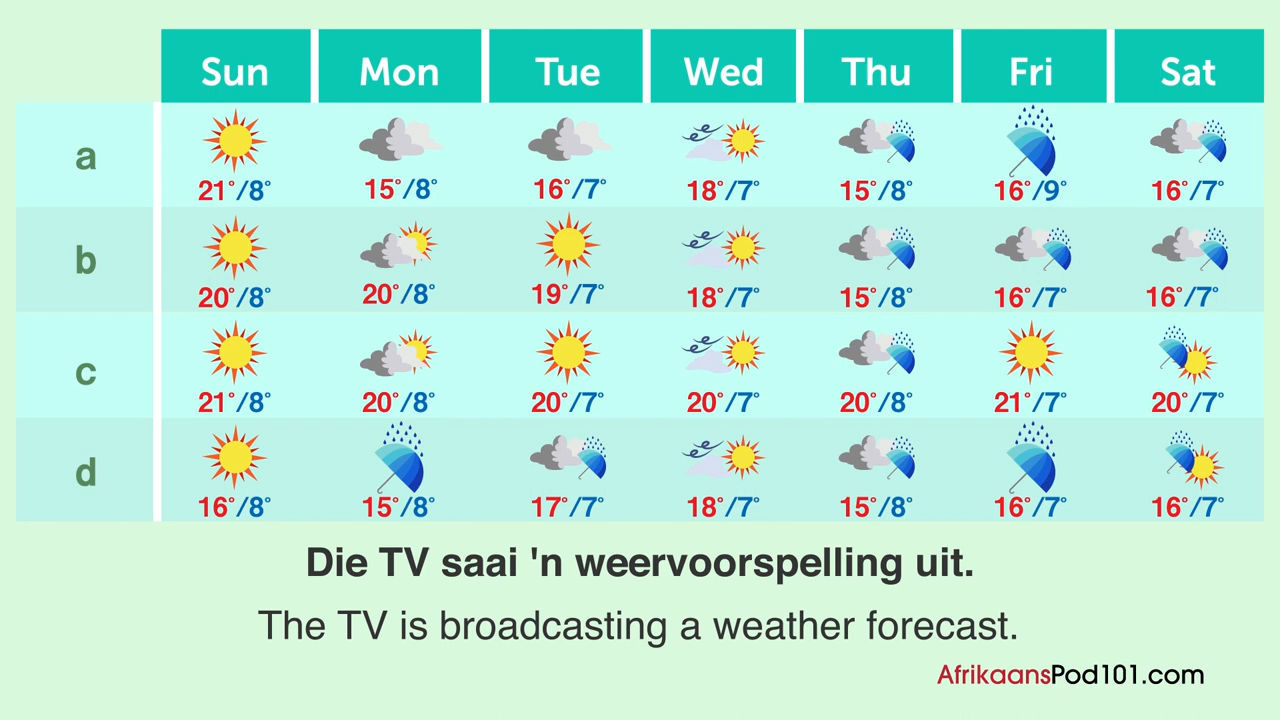 Sun Mon Tue Wed Thu Fri Sat
a
21°/8° 15°/8° 16°/7° 18°/7° 15°/8° 16°/9° 16°/7°
b
20°/8° 20°/8° 19°/7° 18°/7° 15°/8° 16°/7° 16°/7°
c
21°/8° 20°/8° 20°/7° 20°/7° 20°/8° 21°/7° 20°/7°
d
16°/8° 15°/8° 17°/7° 18°/7° 15°/8° 16°/7° 16°/7°
Die TV saai 'n weervoorspelling uit.
The TV is broadcasting a weather forecast.
AfrikaansPod101.com